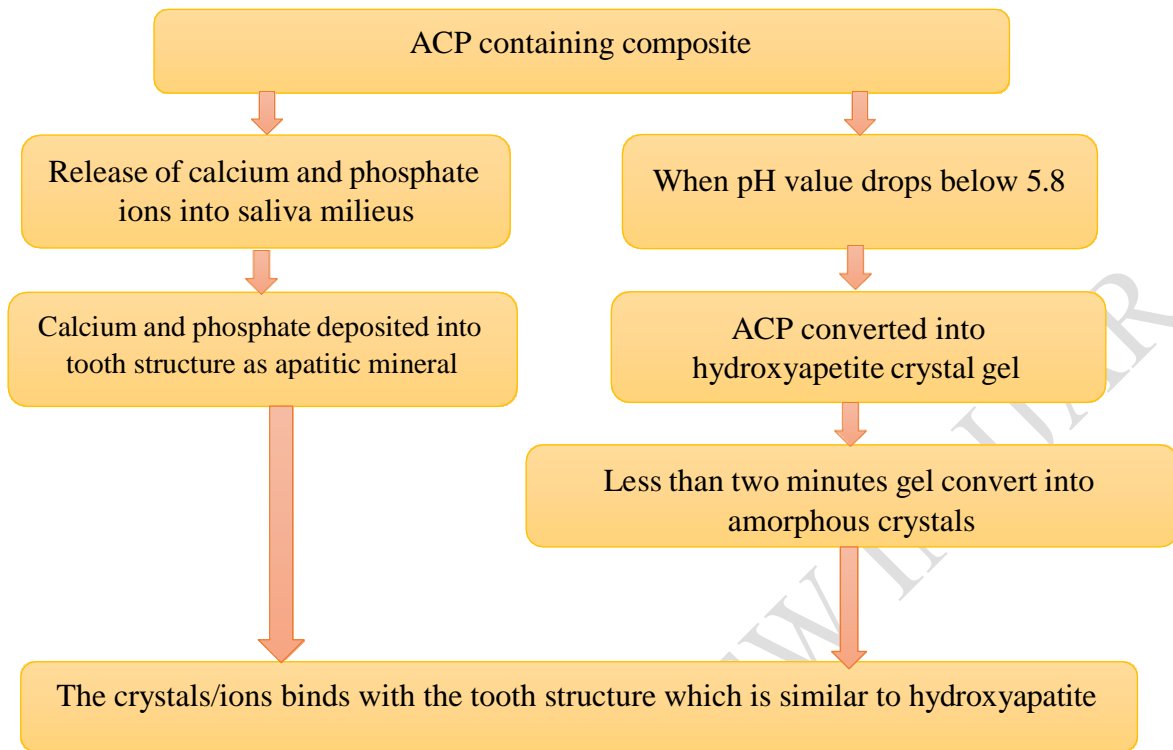 ACP containing composite
Release of calcium and phosphate
ions into saliva milieus
When pH value drops below 5.8
Calcium and phosphate deposited into
tooth structure as apatitic mineral
ACP converted into
hydroxyapetite crystal gel
Less than two minutes gel convert into
amorphous crystals
The crystals/ions binds with the tooth structure which is similar to hydroxyapatite